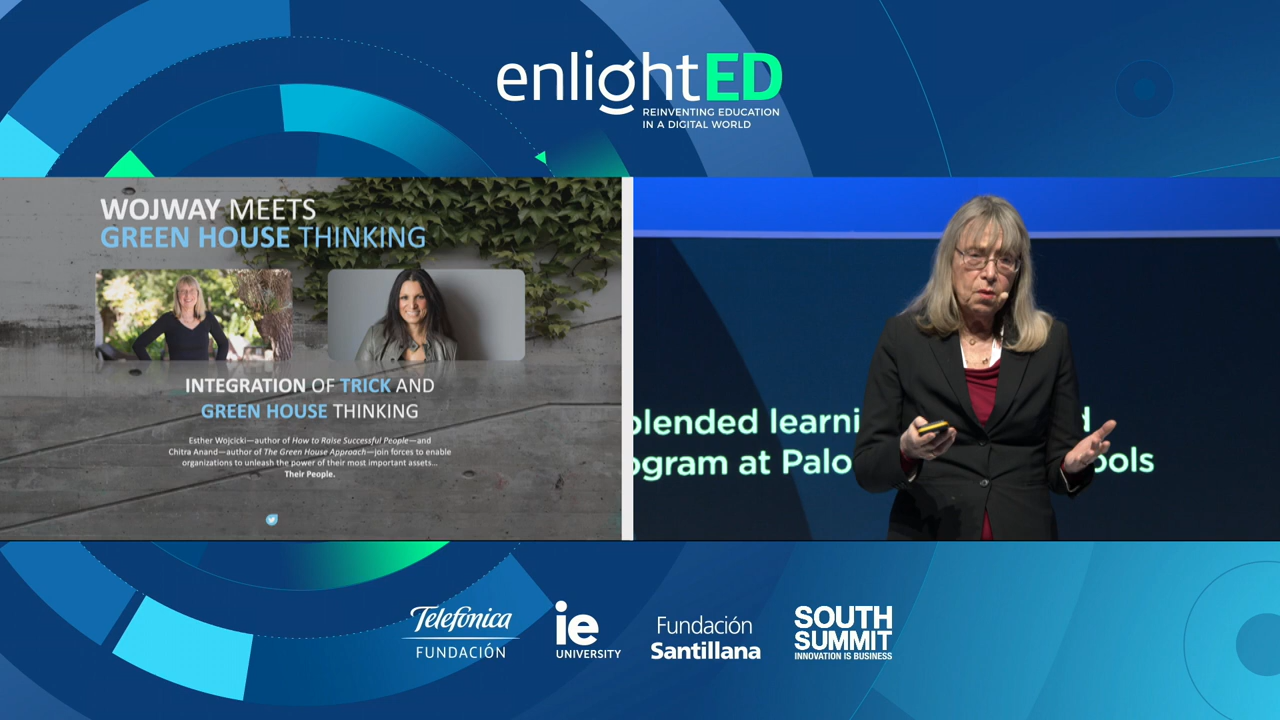 enlightED
REINVENTING EDUCATION
IN A DIGITAL WORLD
WOJWAY MEETS
GREEN HOUSE THINKING
INTEGRATION OF TRICK AND
GREEN HOUSE THINKING
Esther Wojcicki—author of How to Raise Successful People—and
Chitra Anand—author of The Green House Approach—join forces to enable
organizations to unleash the power of their most important assets...
Their People.
blended learni d
ogram at Palo ools
Telefónica
FUNDACIÓN
ie
UNIVERSITY
Fundación
Santillana
SOUTH
SUMMIT
INNOVATION IS BUSINESS